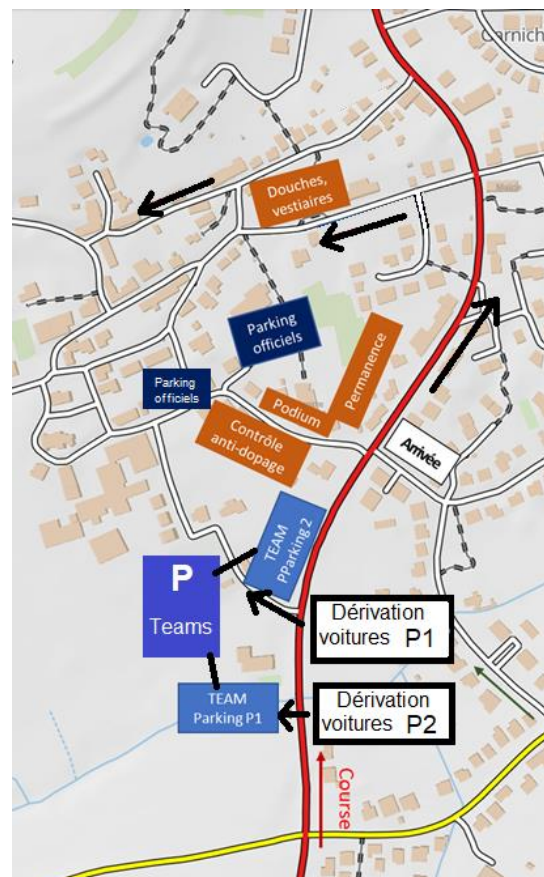 Garnich
Douches,
vestiaires
Parking
officiels
Permanence
Parking
officiels
Podium
Contrôle
anti-dopage
Arrivée
TEAM
PParking 2
P
Teams
Dérivation
voitures P1
TEAM
Parking P1
Dérivation
voitures P2
Course